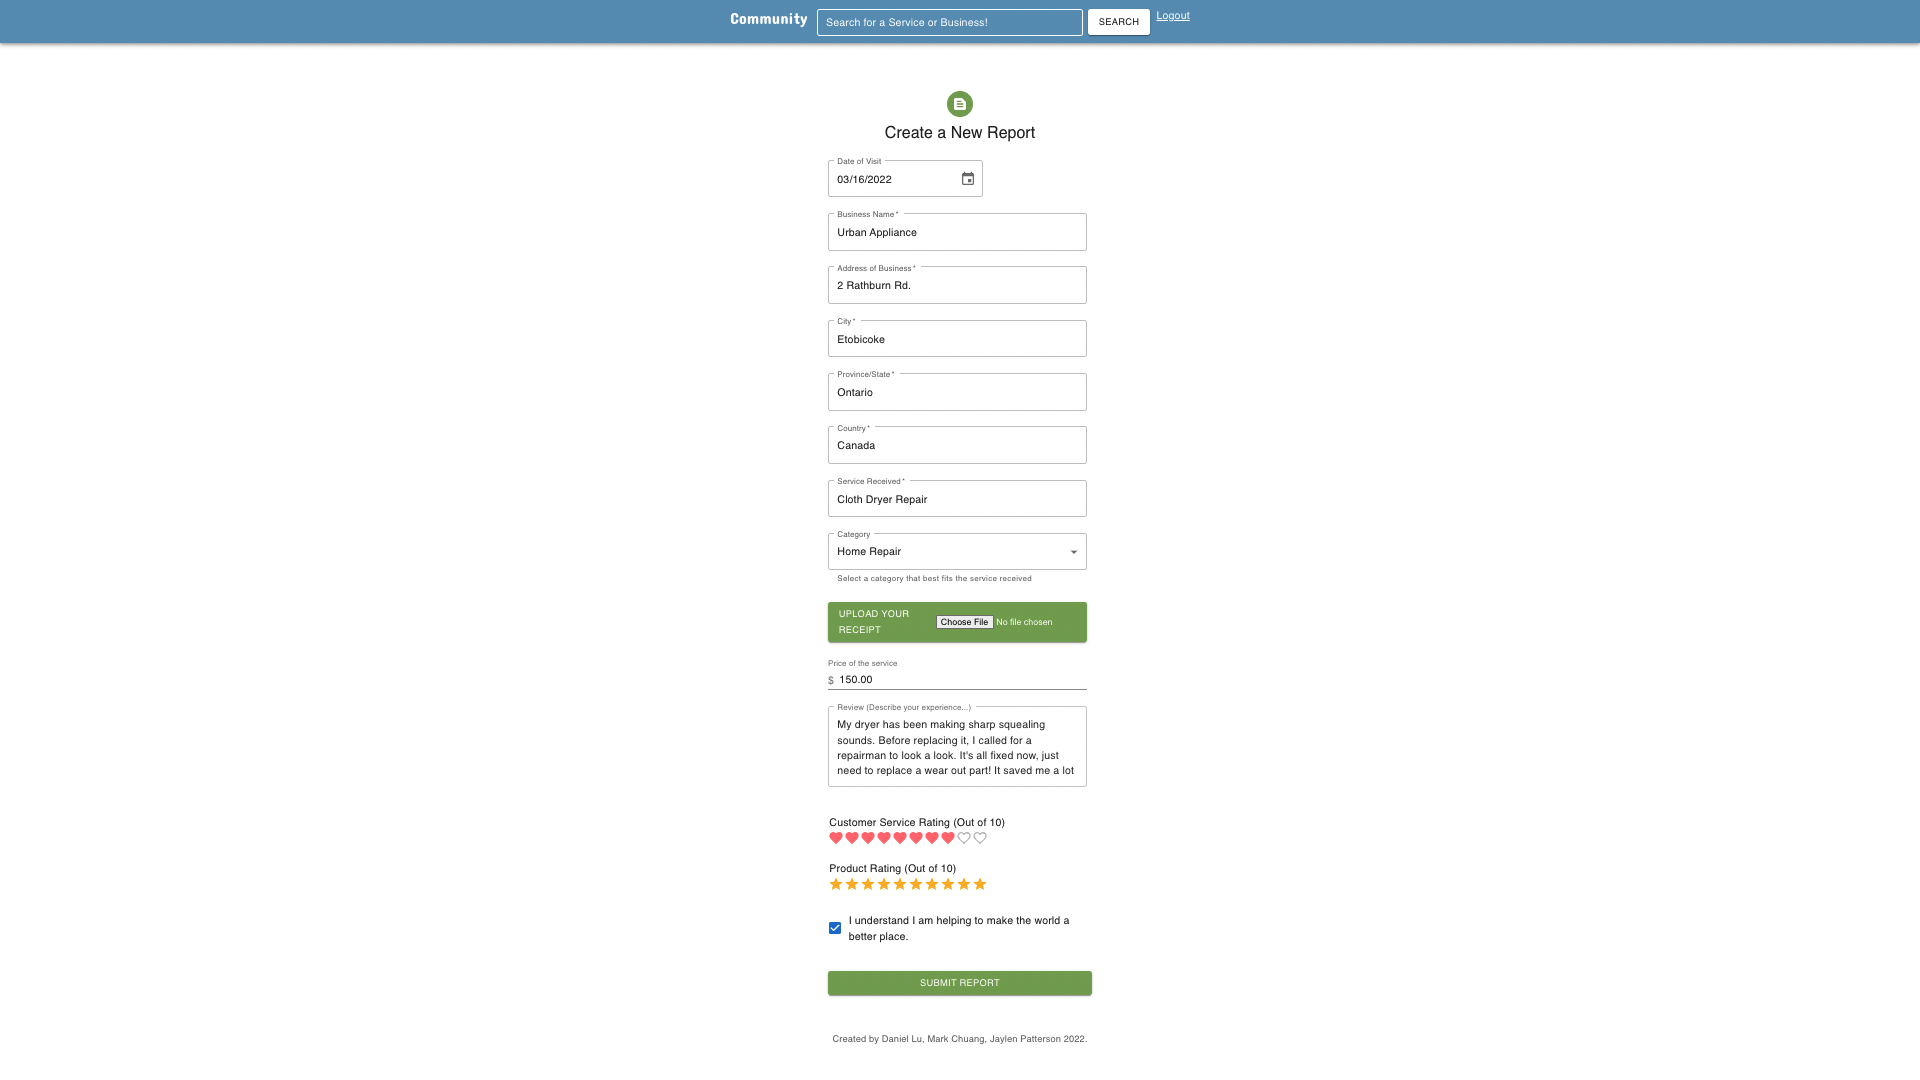 Community
Search for a Service or Business!
SEARCH
Logout
Create a New Report
Date of Visit
03/16/2022
Business Name *
Urban Appliance
Address of Business *
2 Rathburn Rd.
City *
Etobicoke
Province/State *
Ontario
Country *
Canada
Service Received *
Cloth Dryer Repair
Category
Home Repair
Select a category that best fits the service received
UPLOAD YOUR
RECEIPT
Choose File No file chosen
Price of the service
$ 150.00
Review (Describe your experience...)
My dryer has been making sharp squealing
sounds. Before replacing it, I called for a
repairman to look a look. It's all fixed now, just
need to replace a wear out part! It saved me a lot
Customer Service Rating (Out of 10)
Product Rating (Out of 10)
I understand I am helping to make the world a
better place.
SUBMIT REPORT
Created by Daniel Lu, Mark Chuang, Jaylen Patterson 2022.